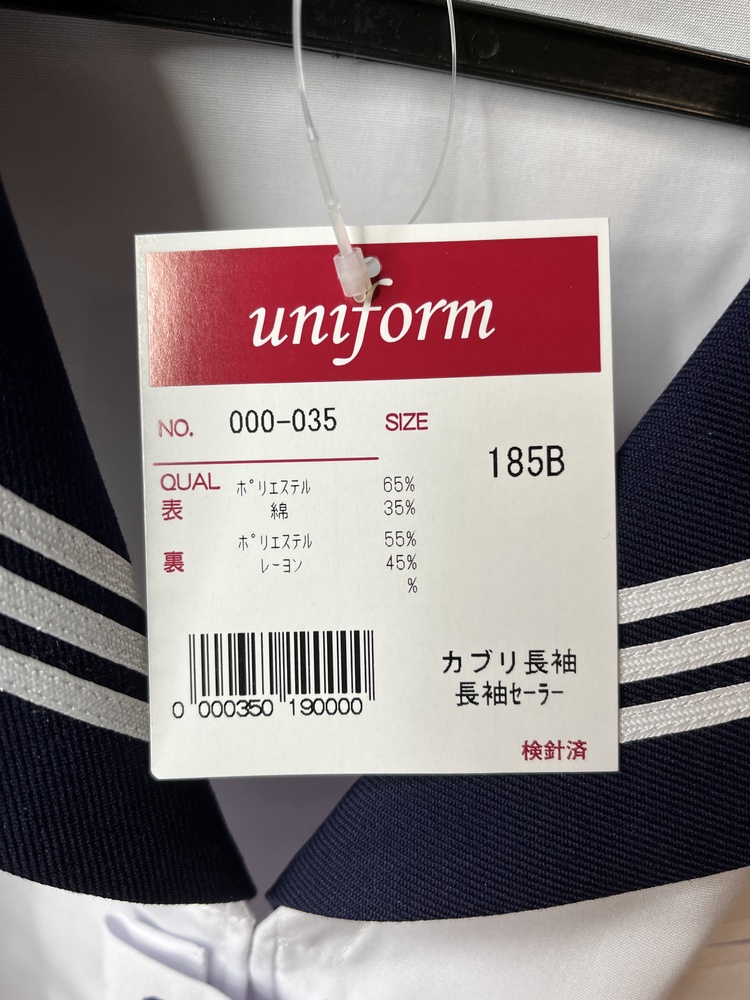 uniform
NO. 000-035 SIZE
185B
QUAL ポリエステル 65%
表 綿 35%
ポリエステル 55%
裏 レーヨン 45%
%
カブリ長袖
長袖セーラー
0 000350 190000
検針済